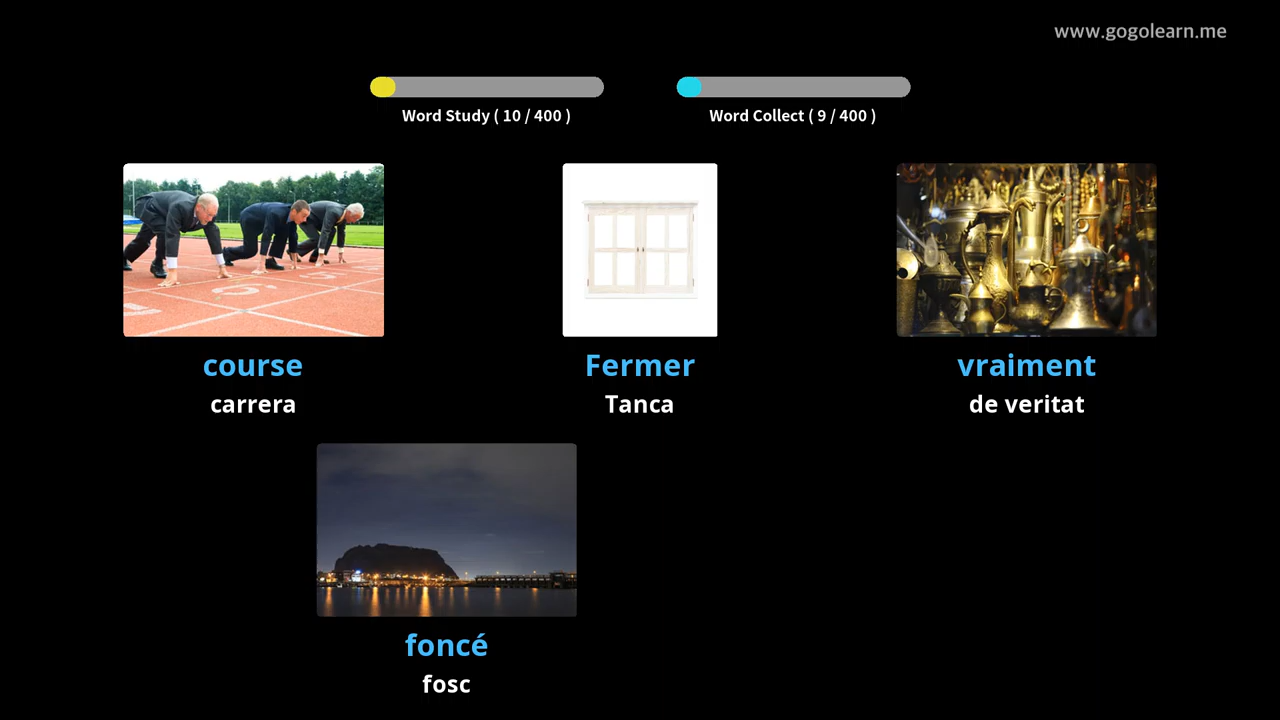 www.gogolearn.me
Word Study ( 10 / 400 )
Word Collect ( 9 / 400 )
course
carrera
Fermer
Tanca
vraiment
de veritat
foncé
fosc